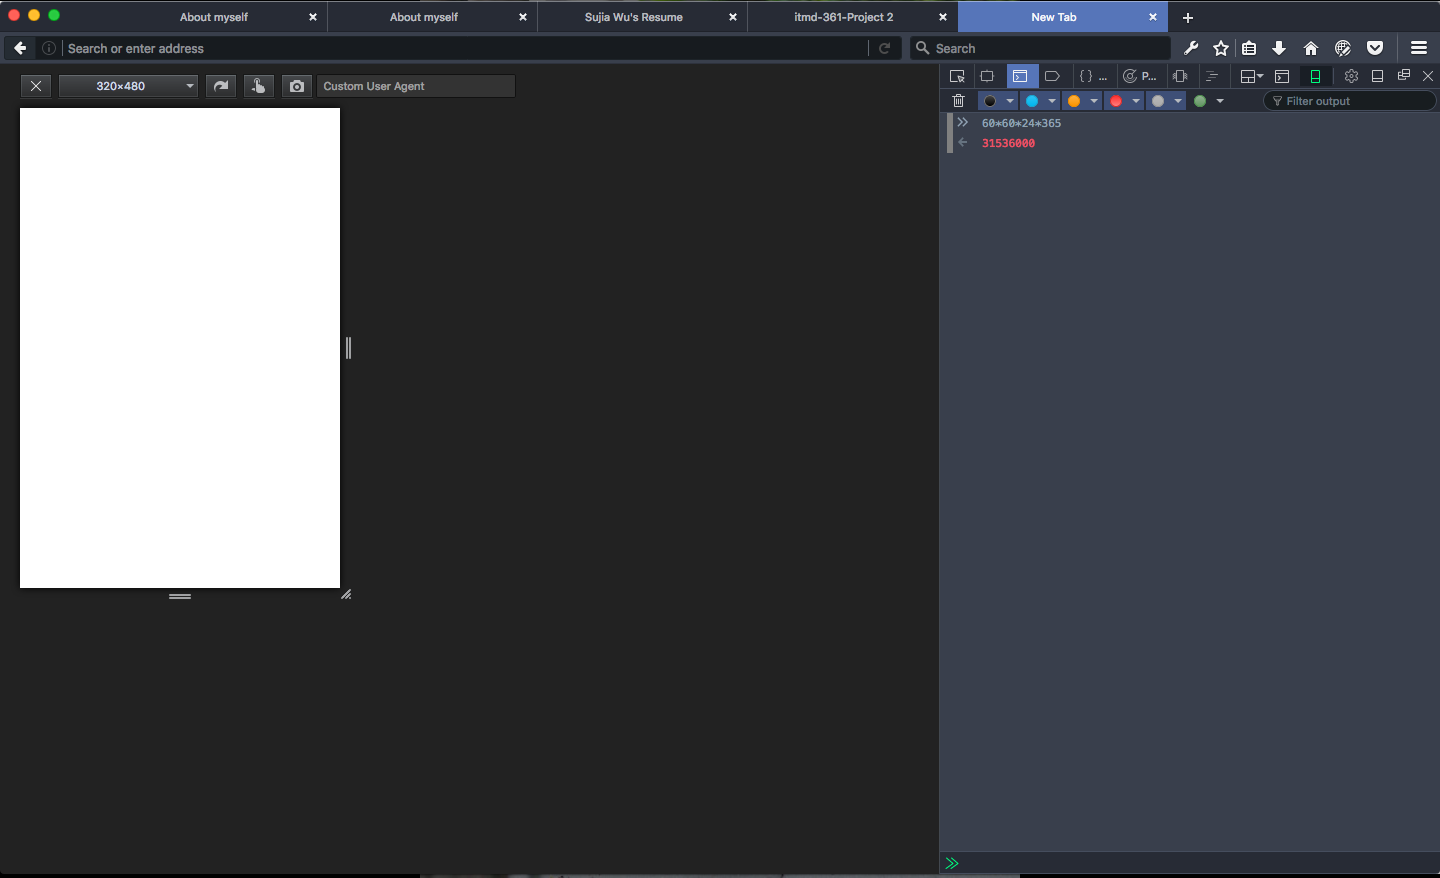 About myself
About myself
Sujia Wu's Resume
itmd-361-Project 2
New Tab
Search or enter address
Search
320×480
Custom User Agent
{ } ...
P...
Filter output
60*60*24*365
31536000